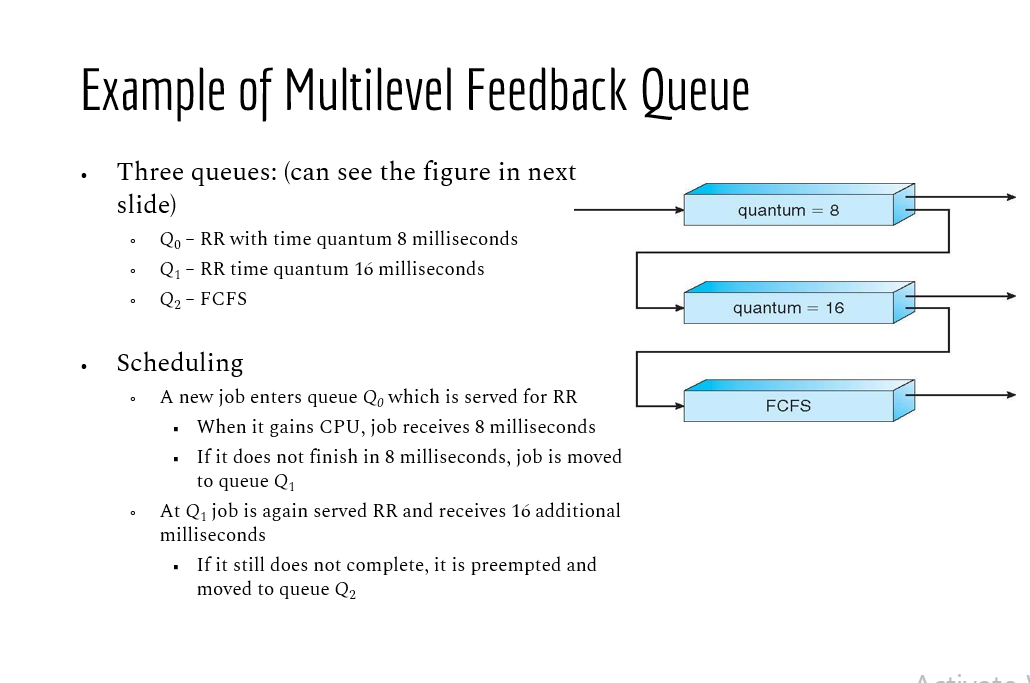 Example of Multilevel Feedback Queue
• Three queues: (can see the figure in next
slide)
◦ Q0 – RR with time quantum 8 milliseconds
◦ Q1 – RR time quantum 16 milliseconds
◦ Q2 – FCFS
• Scheduling
◦ A new job enters queue Q0 which is served for RR
▪ When it gains CPU, job receives 8 milliseconds
▪ If it does not finish in 8 milliseconds, job is moved
to queue Q1
◦ At Q1 job is again served RR and receives 16 additional
milliseconds
▪ If it still does not complete, it is preempted and
moved to queue Q2
quantum = 8
quantum = 16
FCFS